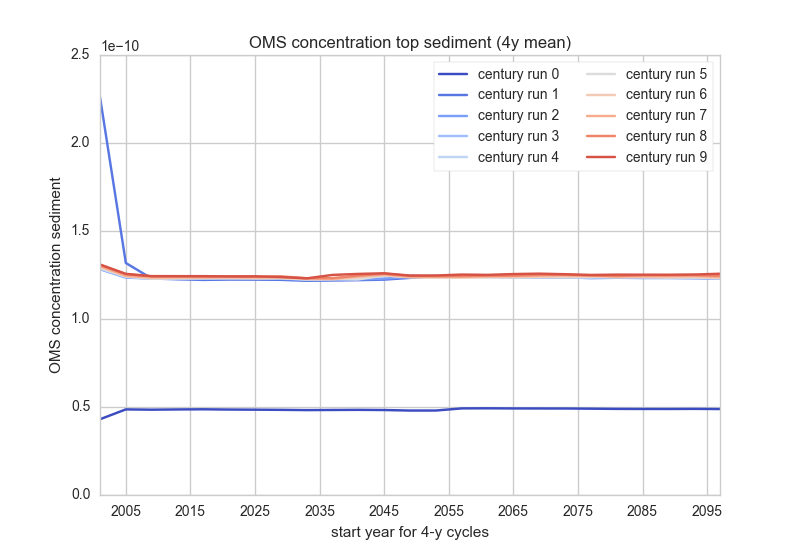 OMS concentration top sediment (4y mean)
1e−10
2.5
2.0
1.5
1.0
0.5
0.0
OMS concentration sediment
century run 0
century run 1
century run 2
century run 3
century run 4
century run 5
century run 6
century run 7
century run 8
century run 9
2005 2015 2025 2035 2045 2055 2065 2075 2085 2095
start year for 4-y cycles